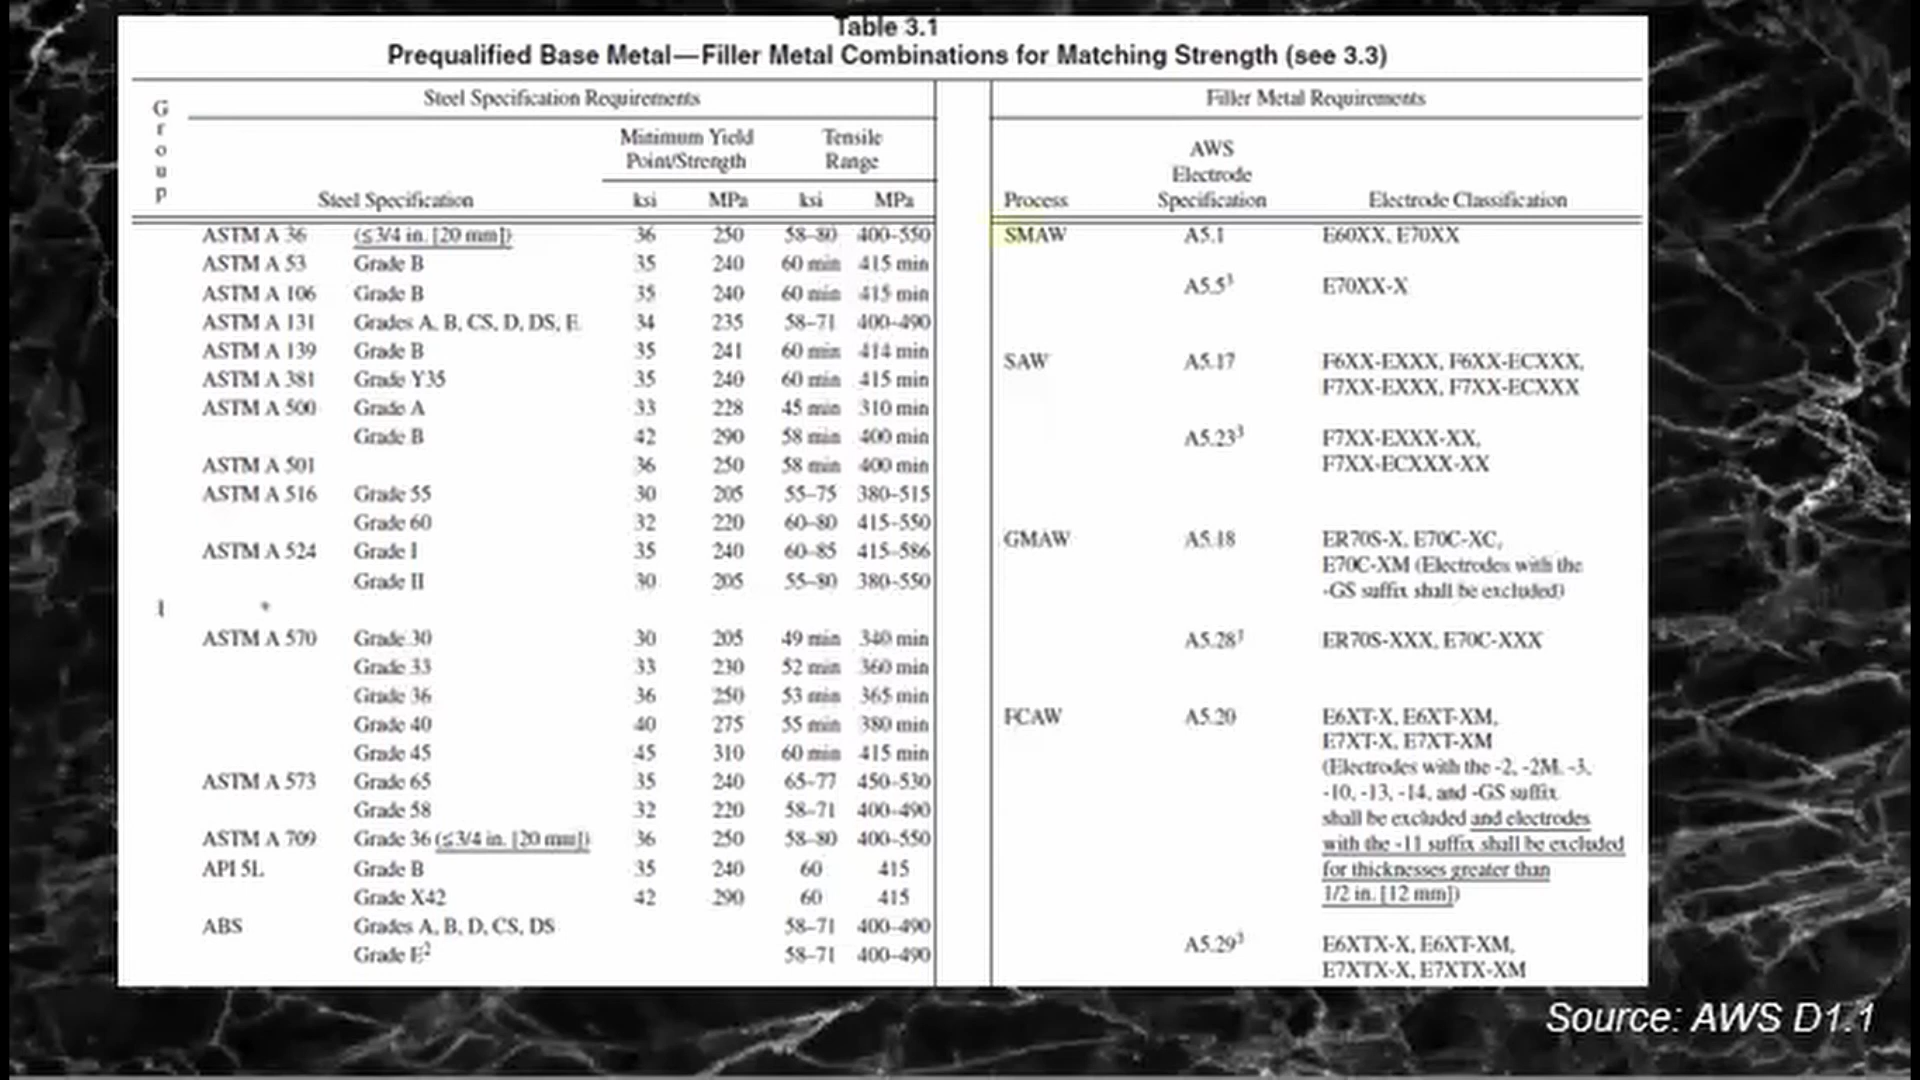 Table 3.1
Prequalified Base Metal—Filler Metal Combinations for Matching Strength (see 3.3)
Group
Steel Specification Requirements
Minimum Yield Point/Strength
Tensile Range
Steel Specification ksi MPa ksi MPa
ASTM A 36 (≤3/4 in. [20 mm]) 36 250 58–80 400–550
ASTM A 53 Grade B 35 240 60 min 415 min
ASTM A 106 Grade B 35 240 60 min 415 min
ASTM A 131 Grades A, B, CS, D, DS, E 34 235 58–71 400–490
ASTM A 139 Grade B 35 241 60 min 414 min
ASTM A 381 Grade Y35 35 240 60 min 415 min
ASTM A 500 Grade A 33 228 45 min 310 min
Grade B 42 290 58 min 400 min
ASTM A 501 36 250 58 min 400 min
ASTM A 516 Grade 55 30 205 55–75 380–515
Grade 60 32 220 60–80 415–550
ASTM A 524 Grade I 35 240 60–85 415–586
Grade II 30 205 55–80 380–550
1
ASTM A 570 Grade 30 30 205 49 min 340 min
Grade 33 33 230 52 min 360 min
Grade 36 36 250 53 min 365 min
Grade 40 40 275 55 min 380 min
Grade 45 45 310 60 min 415 min
ASTM A 573 Grade 65 35 240 65–77 450–530
Grade 58 32 220 58–71 400–490
ASTM A 709 Grade 36 (≤3/4 in. [20 mm]) 36 250 58–80 400–550
API 5L Grade B 35 240 60 415
Grade X42 42 290 60 415
ABS Grades A, B, D, CS, DS 58–71 400–490
Grade E² 58–71 400–490
Filler Metal Requirements
Process
AWS Electrode Specification
Electrode Classification
SMAW A5.1 E60XX, E70XX
A5.5³ E70XX-X
SAW A5.17 F6XX-EXXX, F6XX-ECXXX,
F7XX-EXXX, F7XX-ECXXX
A5.23³ F7XX-EXXX-XX,
F7XX-ECXXX-XX
GMAW A5.18 ER70S-X, E70C-XC,
E70C-XM (Electrodes with the
-GS suffix shall be excluded)
A5.28³ ER70S-XXX, E70C-XXX
FCAW A5.20 E6XT-X, E6XT-XM,
E7XT-X, E7XT-XM
(Electrodes with the -2, -2M, -3,
-10, -13, -14, and -GS suffix
shall be excluded and electrodes
with the -11 suffix shall be excluded
for thicknesses greater than
1/2 in. [12 mm])
A5.29³ E6XTX-X, E6XT-XM,
E7XTX-X, E7XTX-XM
Source: AWS D1.1